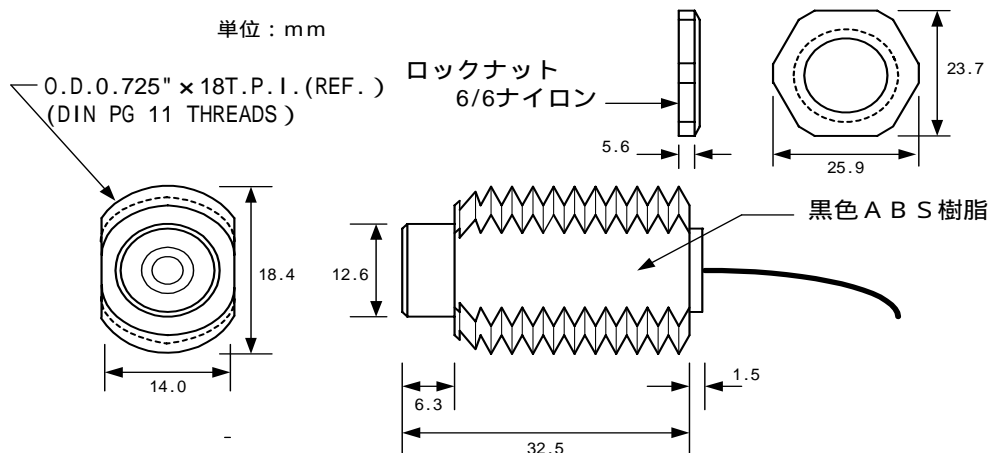 単位：mm
O.D.0.725" × 18T.P.I.(REF.)
(DIN PG 11 THREADS)
ロックナット
6/6ナイロン
5.6
23.7
25.9
黒色ＡＢＳ樹脂
18.4
14.0
12.6
6.3
32.5
1.5